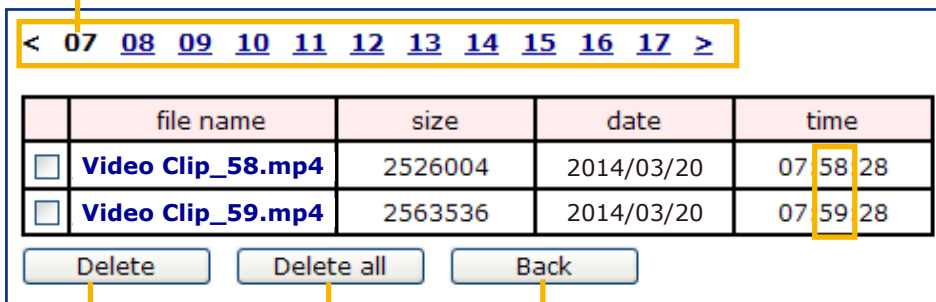 < 07 08 09 10 11 12 13 14 15 16 17 >
file name size date time
Video Clip_58.mp4 2526004 2014/03/20 07:58:28
Video Clip_59.mp4 2563536 2014/03/20 07:59:28
Delete Delete all Back